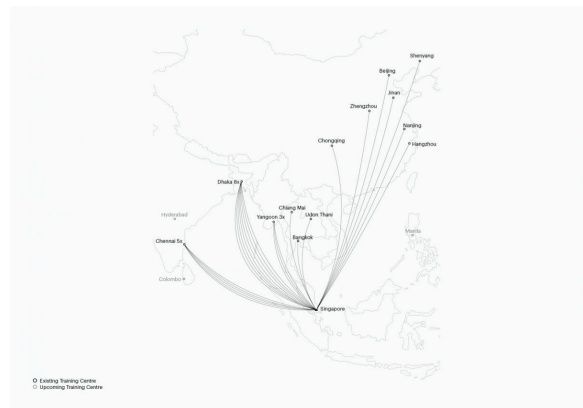 Shenyang
Beijing
Jinan
Zhengzhou
Nanjing
Chongqing
Hangzhou
Dhaka 8x
Chiang Mai
Hyderabad
Yangoon 3x
Udon Thani
Manila
Chennai 5x
Bangkok
Colombo
Singapore
Existing Training Centre
Upcoming Training Centre